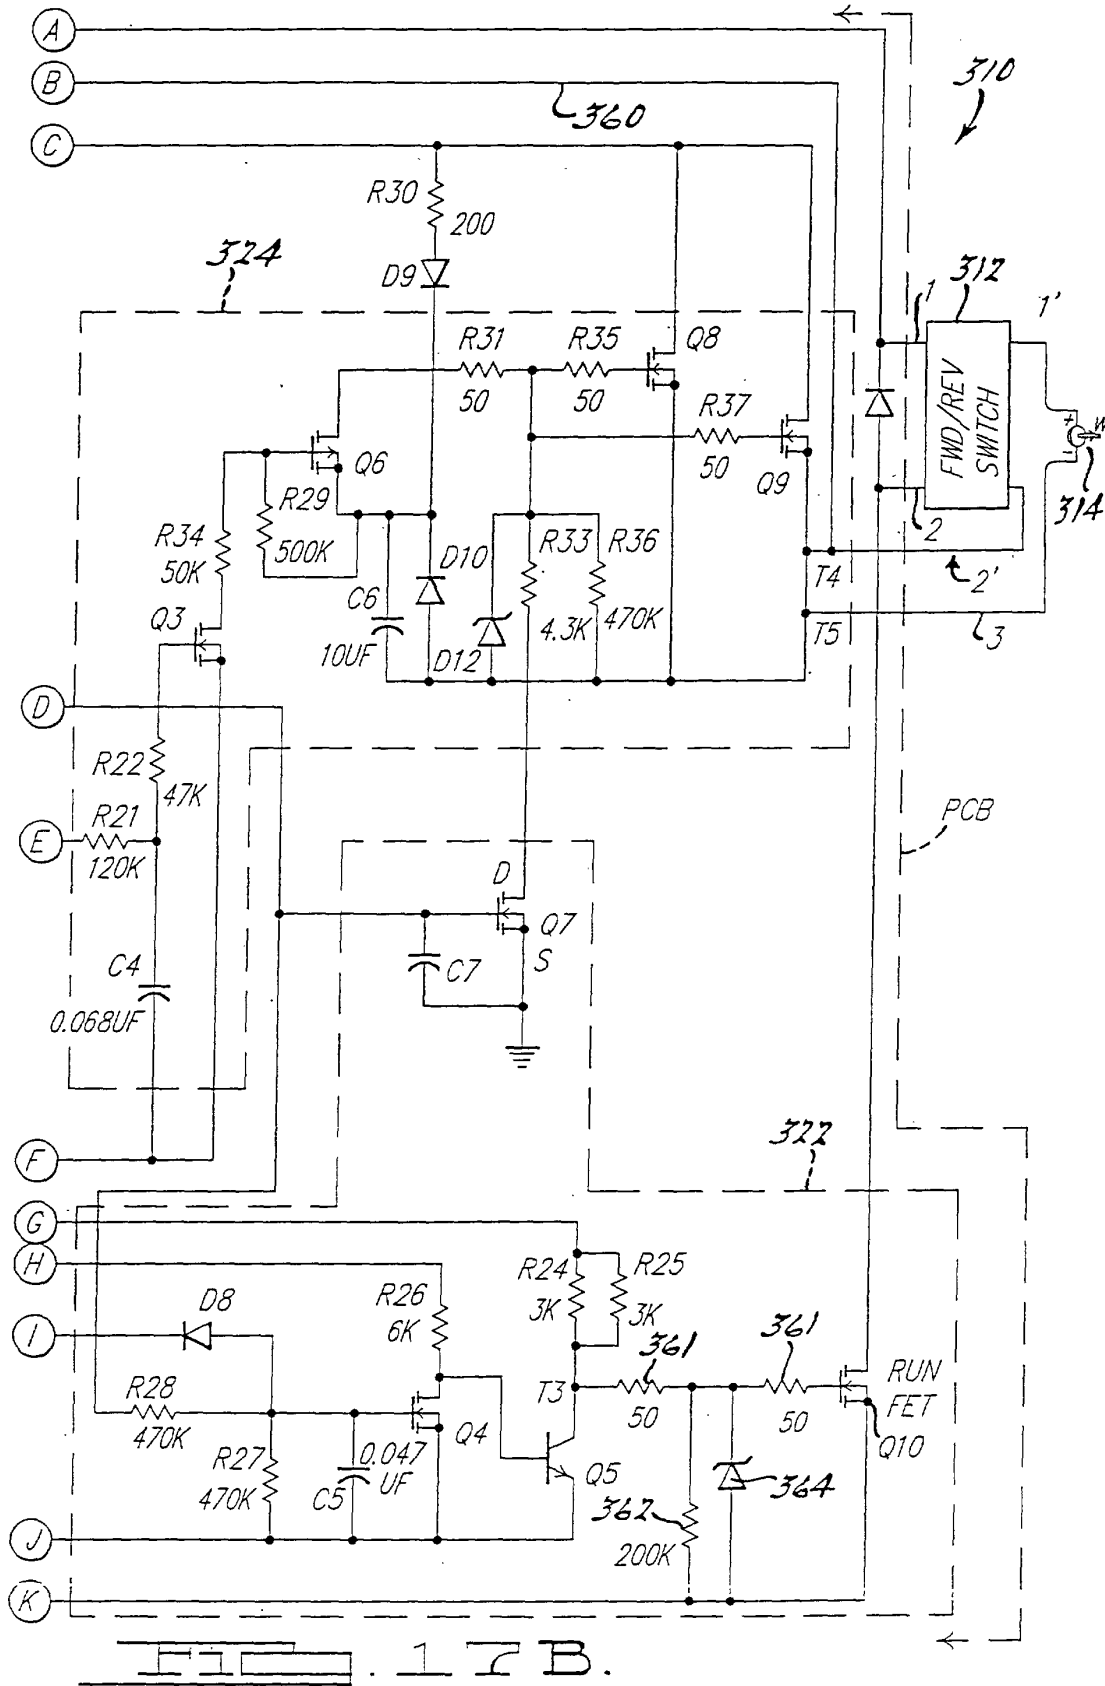 A
B
310
360
C
R30
200
324
D9
312
1
1'
R31
R35
Q8
50
50
R37
FWD/REV
SWITCH
+
-
50
Q6
Q9
314
R29
2
R34
500K
D10
R33
R36
50K
T4
2'
C6
Q3
4.3K
470K
T5
3
10UF
D12
D
R22
47K
PCB
R21
E
120K
D
Q7
C4
C7
S
0.068UF
322
F
G
H
R24
R25
R26
D8
3K
3K
I
6K
361
361
RUN
R28
T3
FET
470K
Q4
50
50
Q10
R27
0.047
UF
Q5
470K
C5
364
362
J
200K
K
FIG. 17B.